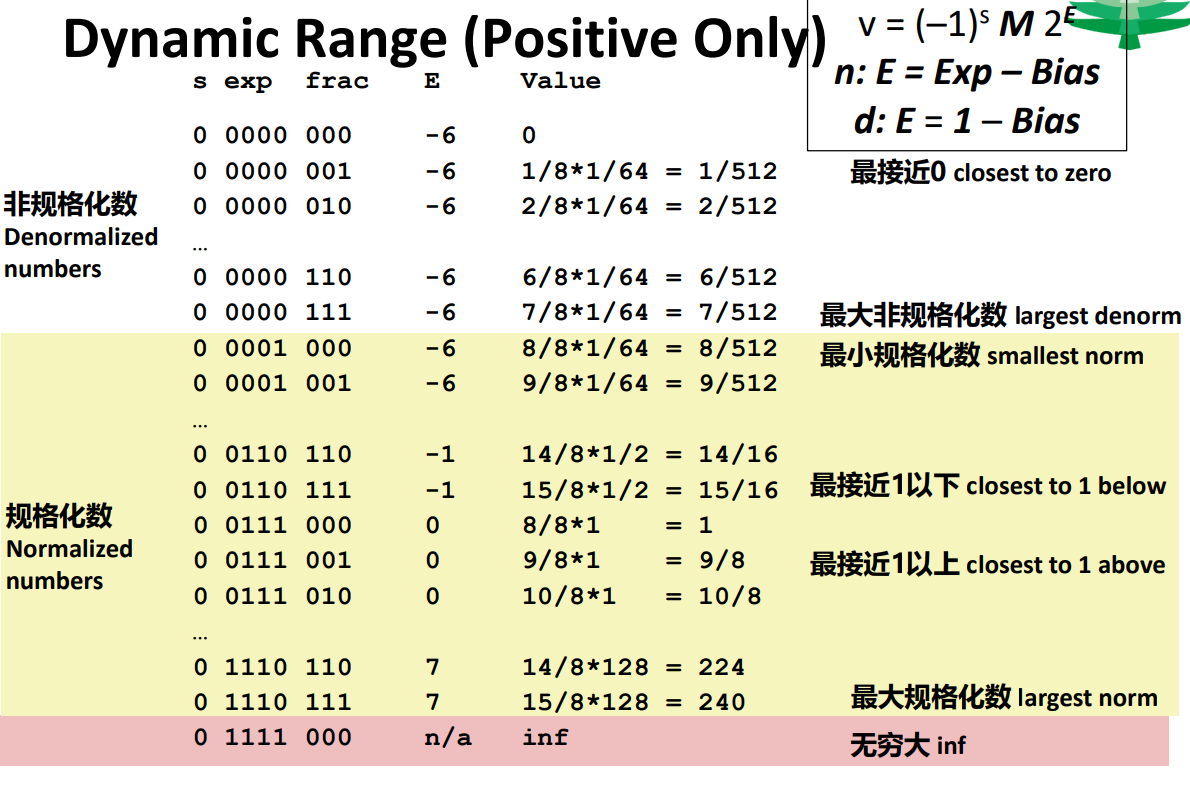 Dynamic Range (Positive Only)
v = (–1)ˢ M 2ᴱ
n: E = Exp – Bias
d: E = 1 – Bias
s exp frac E Value
0 0000 000 -6 0
0 0000 001 -6 1/8*1/64 = 1/512 最接近0 closest to zero
0 0000 010 -6 2/8*1/64 = 2/512
非规格化数
Denormalized
numbers
…
0 0000 110 -6 6/8*1/64 = 6/512
0 0000 111 -6 7/8*1/64 = 7/512 最大非规格化数 largest denorm
0 0001 000 -6 8/8*1/64 = 8/512 最小规格化数 smallest norm
0 0001 001 -6 9/8*1/64 = 9/512
…
0 0110 110 -1 14/8*1/2 = 14/16
0 0110 111 -1 15/8*1/2 = 15/16 最接近1以下 closest to 1 below
规格化数
Normalized
numbers
0 0111 000 0 8/8*1 = 1
0 0111 001 0 9/8*1 = 9/8 最接近1以上 closest to 1 above
0 0111 010 0 10/8*1 = 10/8
…
0 1110 110 7 14/8*128 = 224
0 1110 111 7 15/8*128 = 240 最大规格化数 largest norm
0 1111 000 n/a inf 无穷大 inf